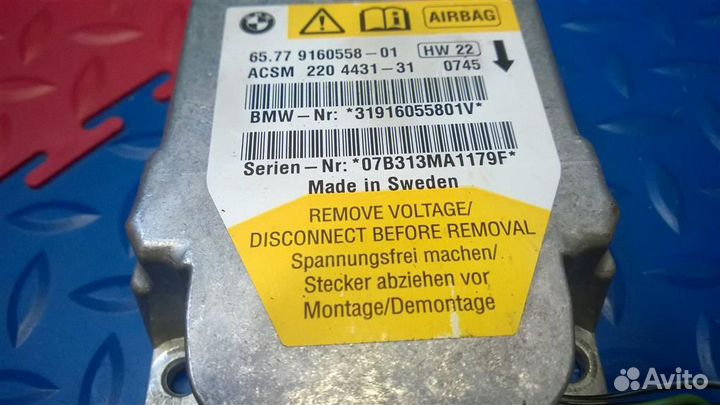 BMW
AIRBAG
65.77 9160558-01 HW 22
ACSM 220 4431-31 0745
BMW-Nr: *31916055801V*
Serien-Nr: *07B313MA1179F*
Made in Sweden
REMOVE VOLTAGE/
DISCONNECT BEFORE REMOVAL
Spannungsfrei machen/
Stecker abziehen vor
Montage/Demontage
Avito